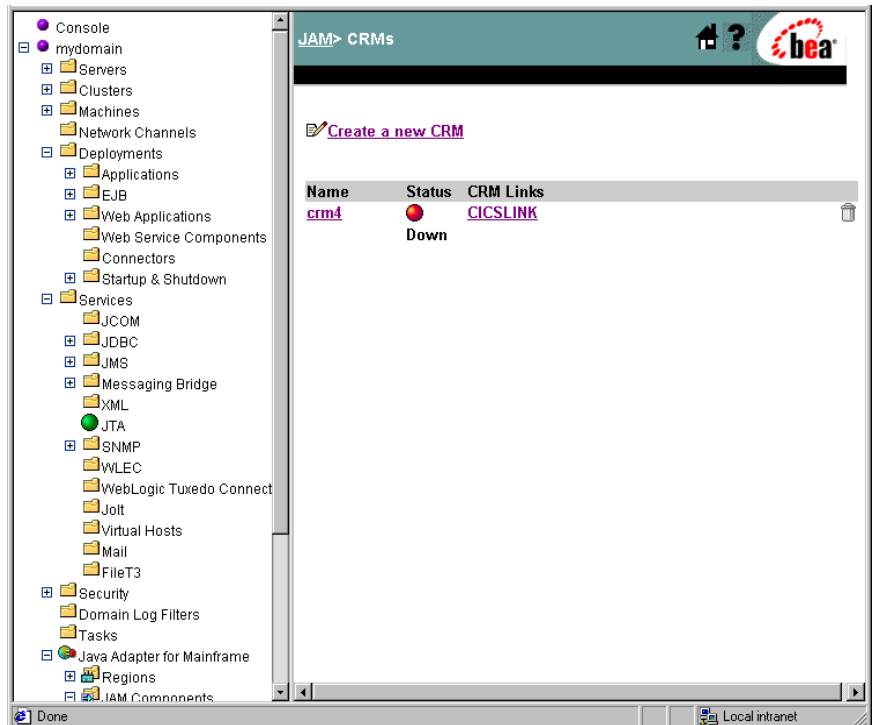 Console
mydomain
Servers
Clusters
Machines
Network Channels
Deployments
Applications
EJB
Web Applications
Web Service Components
Connectors
Startup & Shutdown
Services
JCOM
JDBC
JMS
Messaging Bridge
XML
JTA
SNMP
WLEC
WebLogic Tuxedo Connect
Jolt
Virtual Hosts
Mail
FileT3
Security
Domain Log Filters
Tasks
Java Adapter for Mainframe
Regions
JAM Components
JAM> CRMs
?
bea
Create a new CRM
Name Status CRM Links
crm4 CICSLINK
Down
Done Local intranet